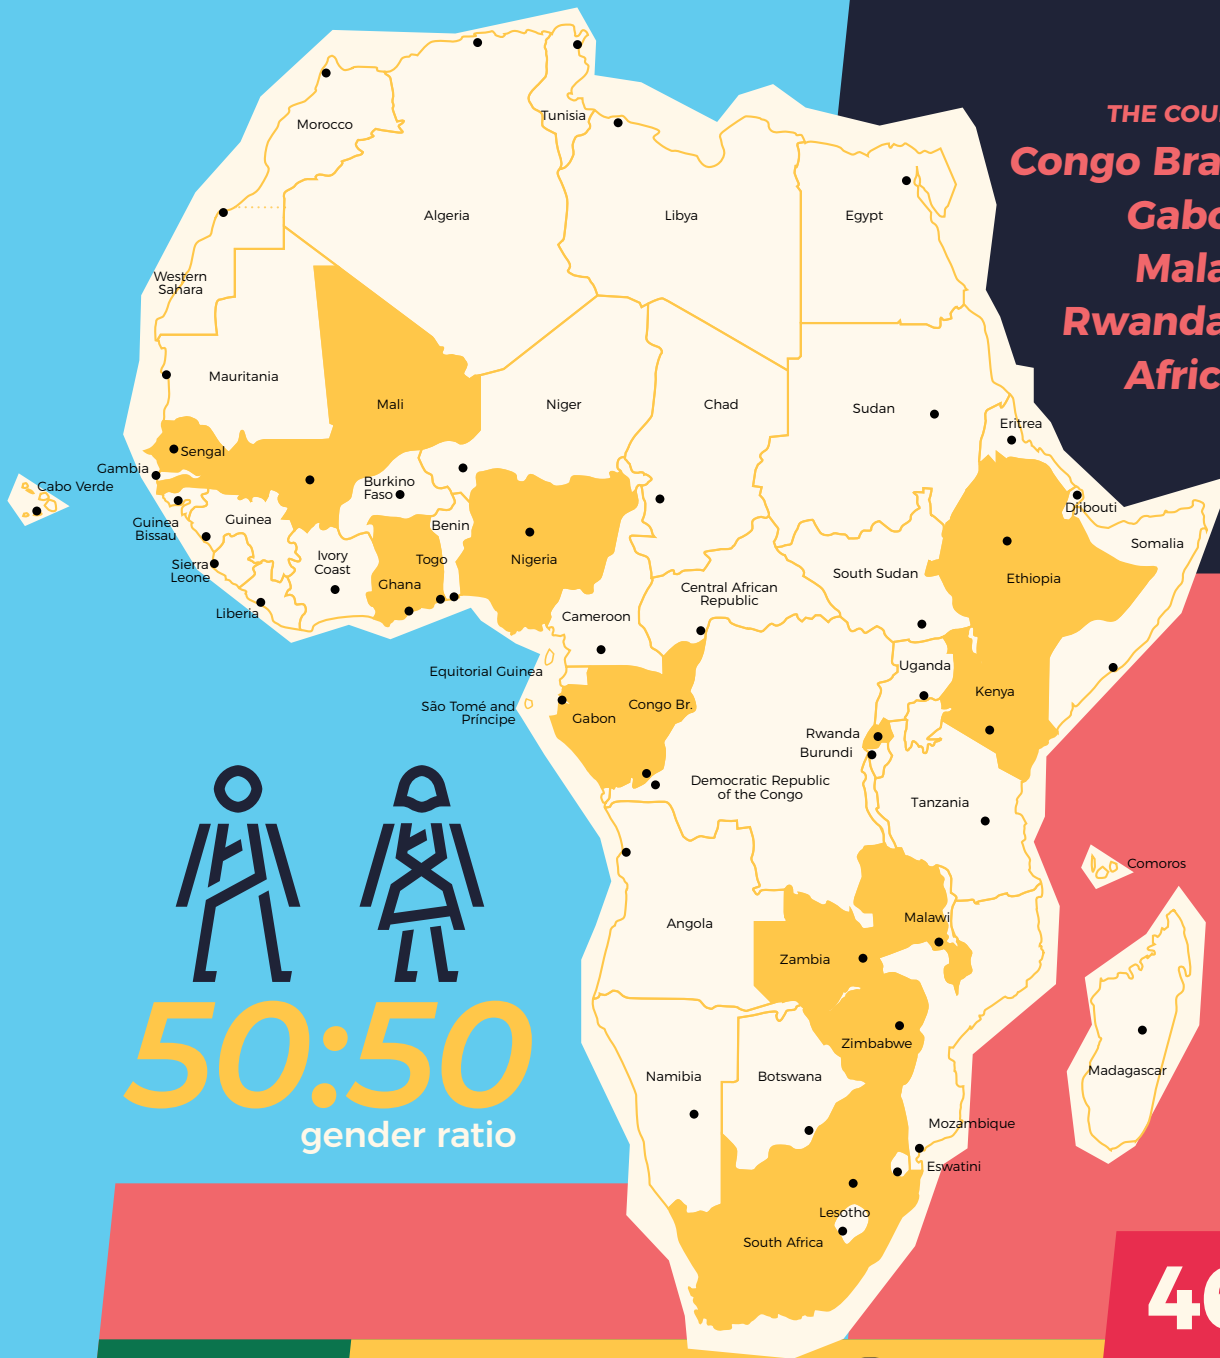 THE COU
Congo Bra
Gabo
Mala
Rwanda
Afric
Tunisia
Morocco
Algeria
Libya
Egypt
Western
Sahara
Mauritania
Mali
Niger
Chad
Sudan
Eritrea
Sengal
Gambia
Cabo Verde
Burkino
Faso
Djibouti
Guinea
Bissau
Guinea
Benin
Somalia
Ivory
Coast
Togo
Nigeria
Sierra
Leone
Ghana
South Sudan
Ethiopia
Central African
Republic
Liberia
Cameroon
Equitorial Guinea
Uganda
Kenya
São Tomé and
Príncipe
Gabon
Congo Br.
Rwanda
Burundi
Democratic Republic
of the Congo
Tanzania
Comoros
Angola
Malawi
Zambia
50:50
gender ratio
Zimbabwe
Namibia
Botswana
Madagascar
Mozambique
Eswatini
Lesotho
South Africa